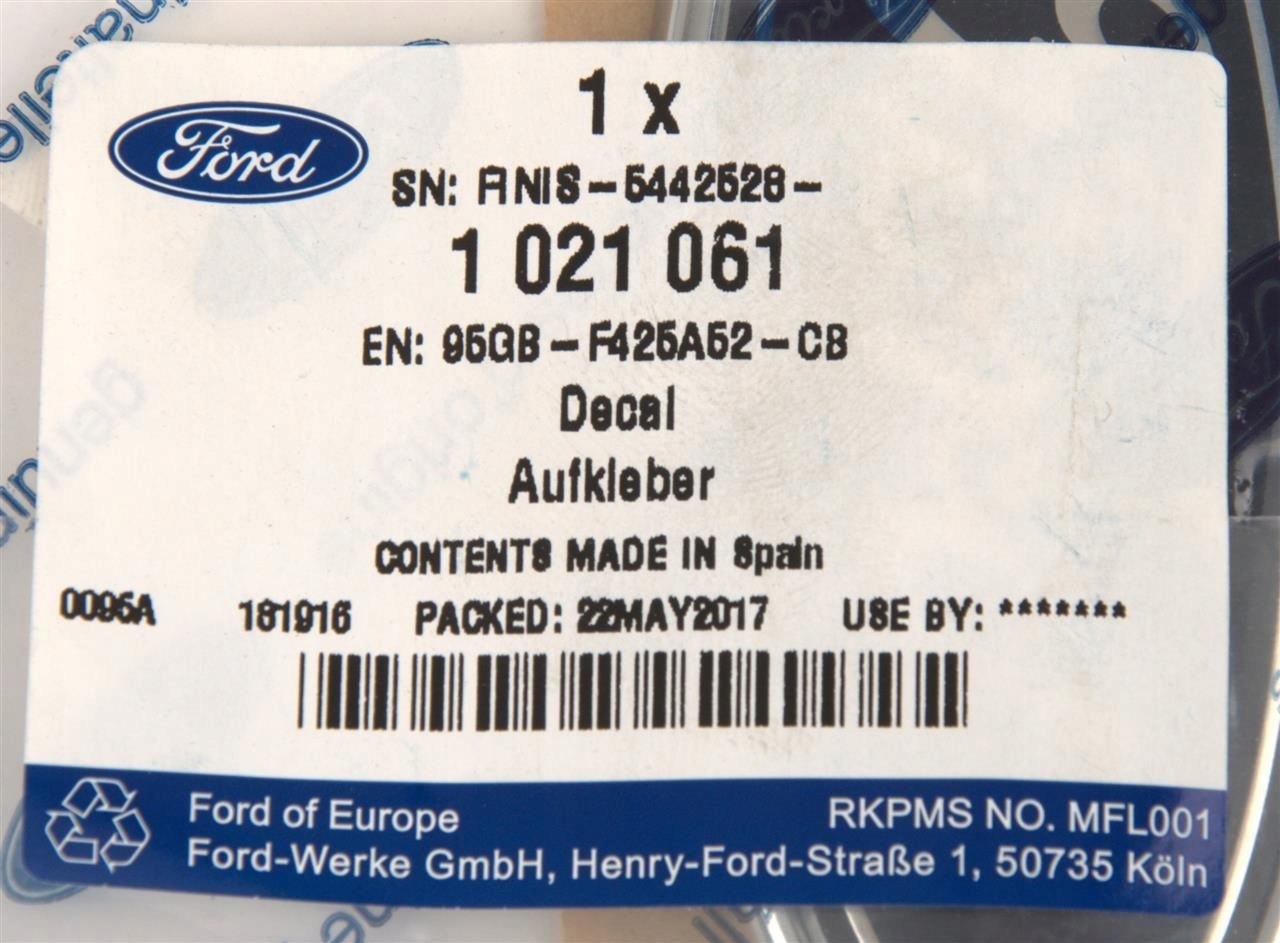 1 x
Ford
SN: FINIS-5442528-
1 021 061
EN: 95GB-F425A52-CB
Decal
Aufkleber
CONTENTS MADE IN Spain
0095A 181916 PACKED: 22MAY2017 USE BY: *******
Ford of Europe RKPMS NO. MFL001
Ford-Werke GmbH, Henry-Ford-Straße 1, 50735 Köln